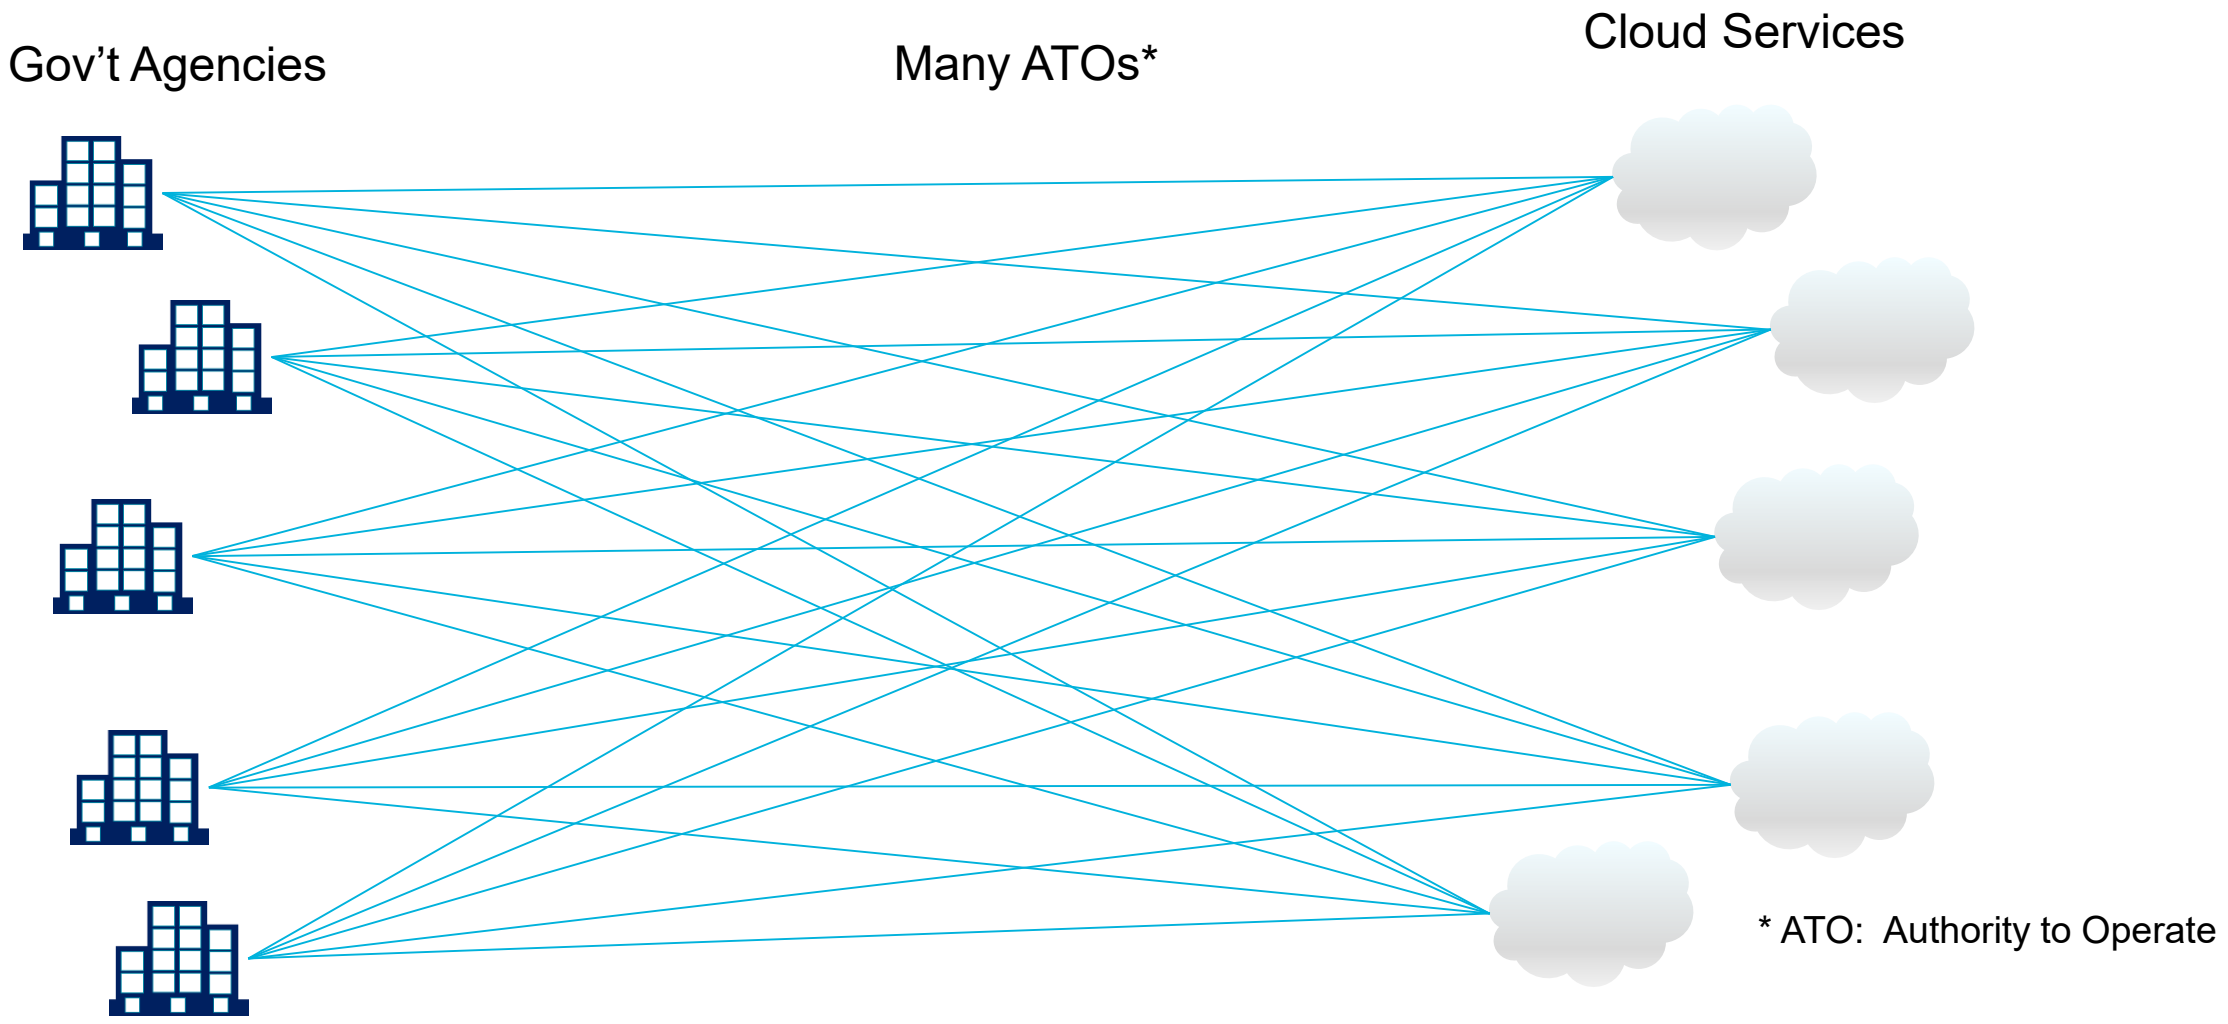 Gov’t Agencies
Many ATOs*
Cloud Services
* ATO:  Authority to Operate